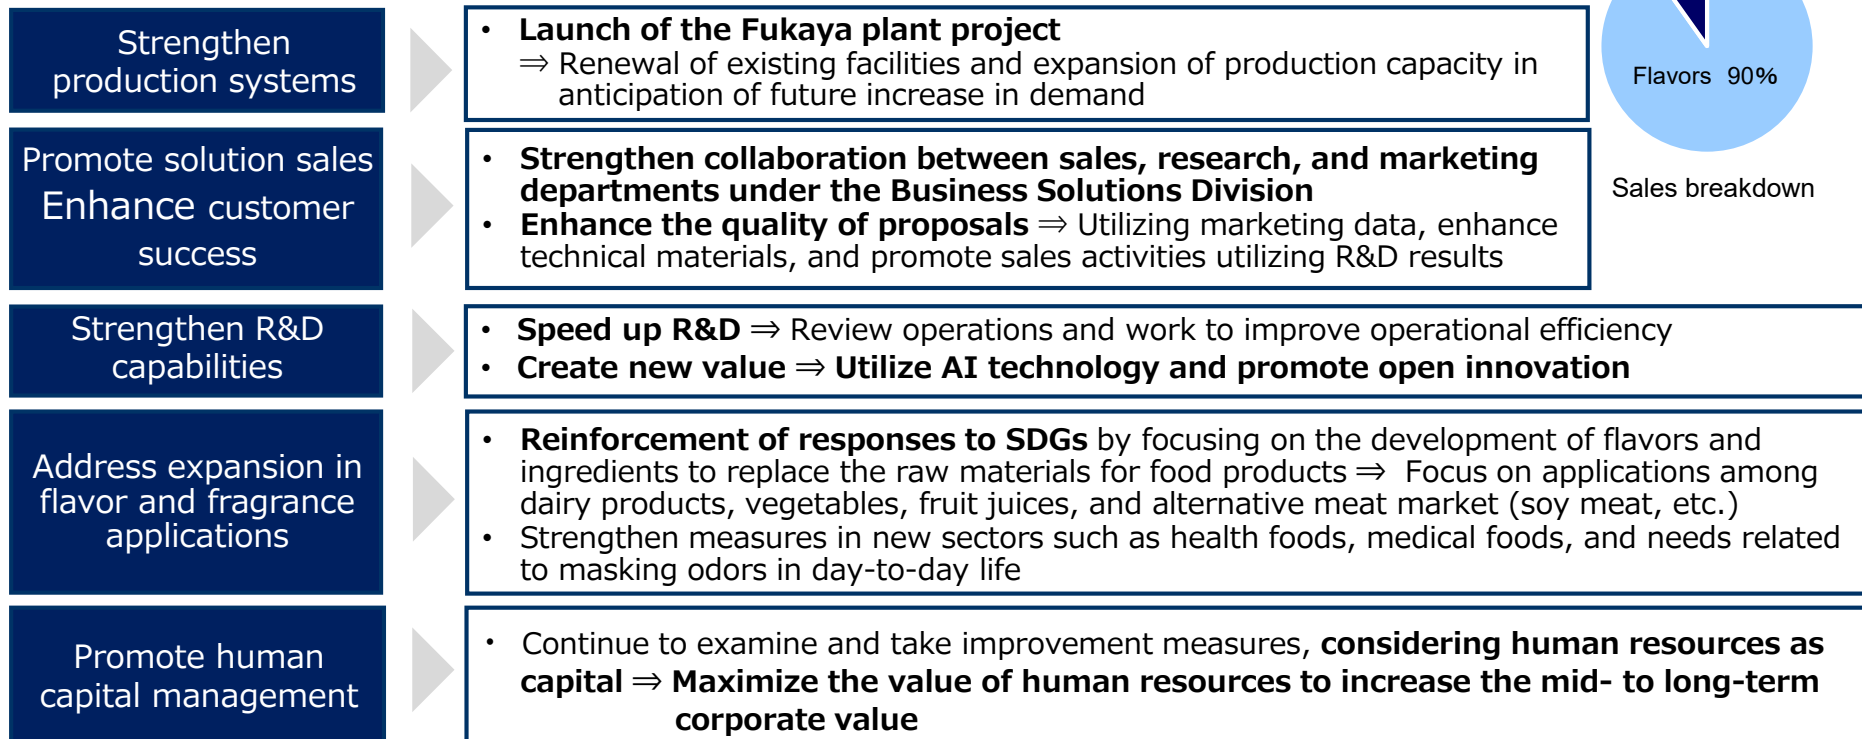 Strengthen
production systems
• Launch of the Fukaya plant project
⇒ Renewal of existing facilities and expansion of production capacity in
anticipation of future increase in demand
Flavors 90%
Sales breakdown
Promote solution sales
Enhance customer
success
• Strengthen collaboration between sales, research, and marketing
departments under the Business Solutions Division
• Enhance the quality of proposals ⇒ Utilizing marketing data, enhance
technical materials, and promote sales activities utilizing R&D results
Strengthen R&D
capabilities
• Speed up R&D ⇒ Review operations and work to improve operational efficiency
• Create new value ⇒ Utilize AI technology and promote open innovation
Address expansion in
flavor and fragrance
applications
• Reinforcement of responses to SDGs by focusing on the development of flavors and
ingredients to replace the raw materials for food products ⇒ Focus on applications among
dairy products, vegetables, fruit juices, and alternative meat market (soy meat, etc.)
• Strengthen measures in new sectors such as health foods, medical foods, and needs related
to masking odors in day-to-day life
Promote human
capital management
• Continue to examine and take improvement measures, considering human resources as
capital ⇒ Maximize the value of human resources to increase the mid- to long-term
corporate value